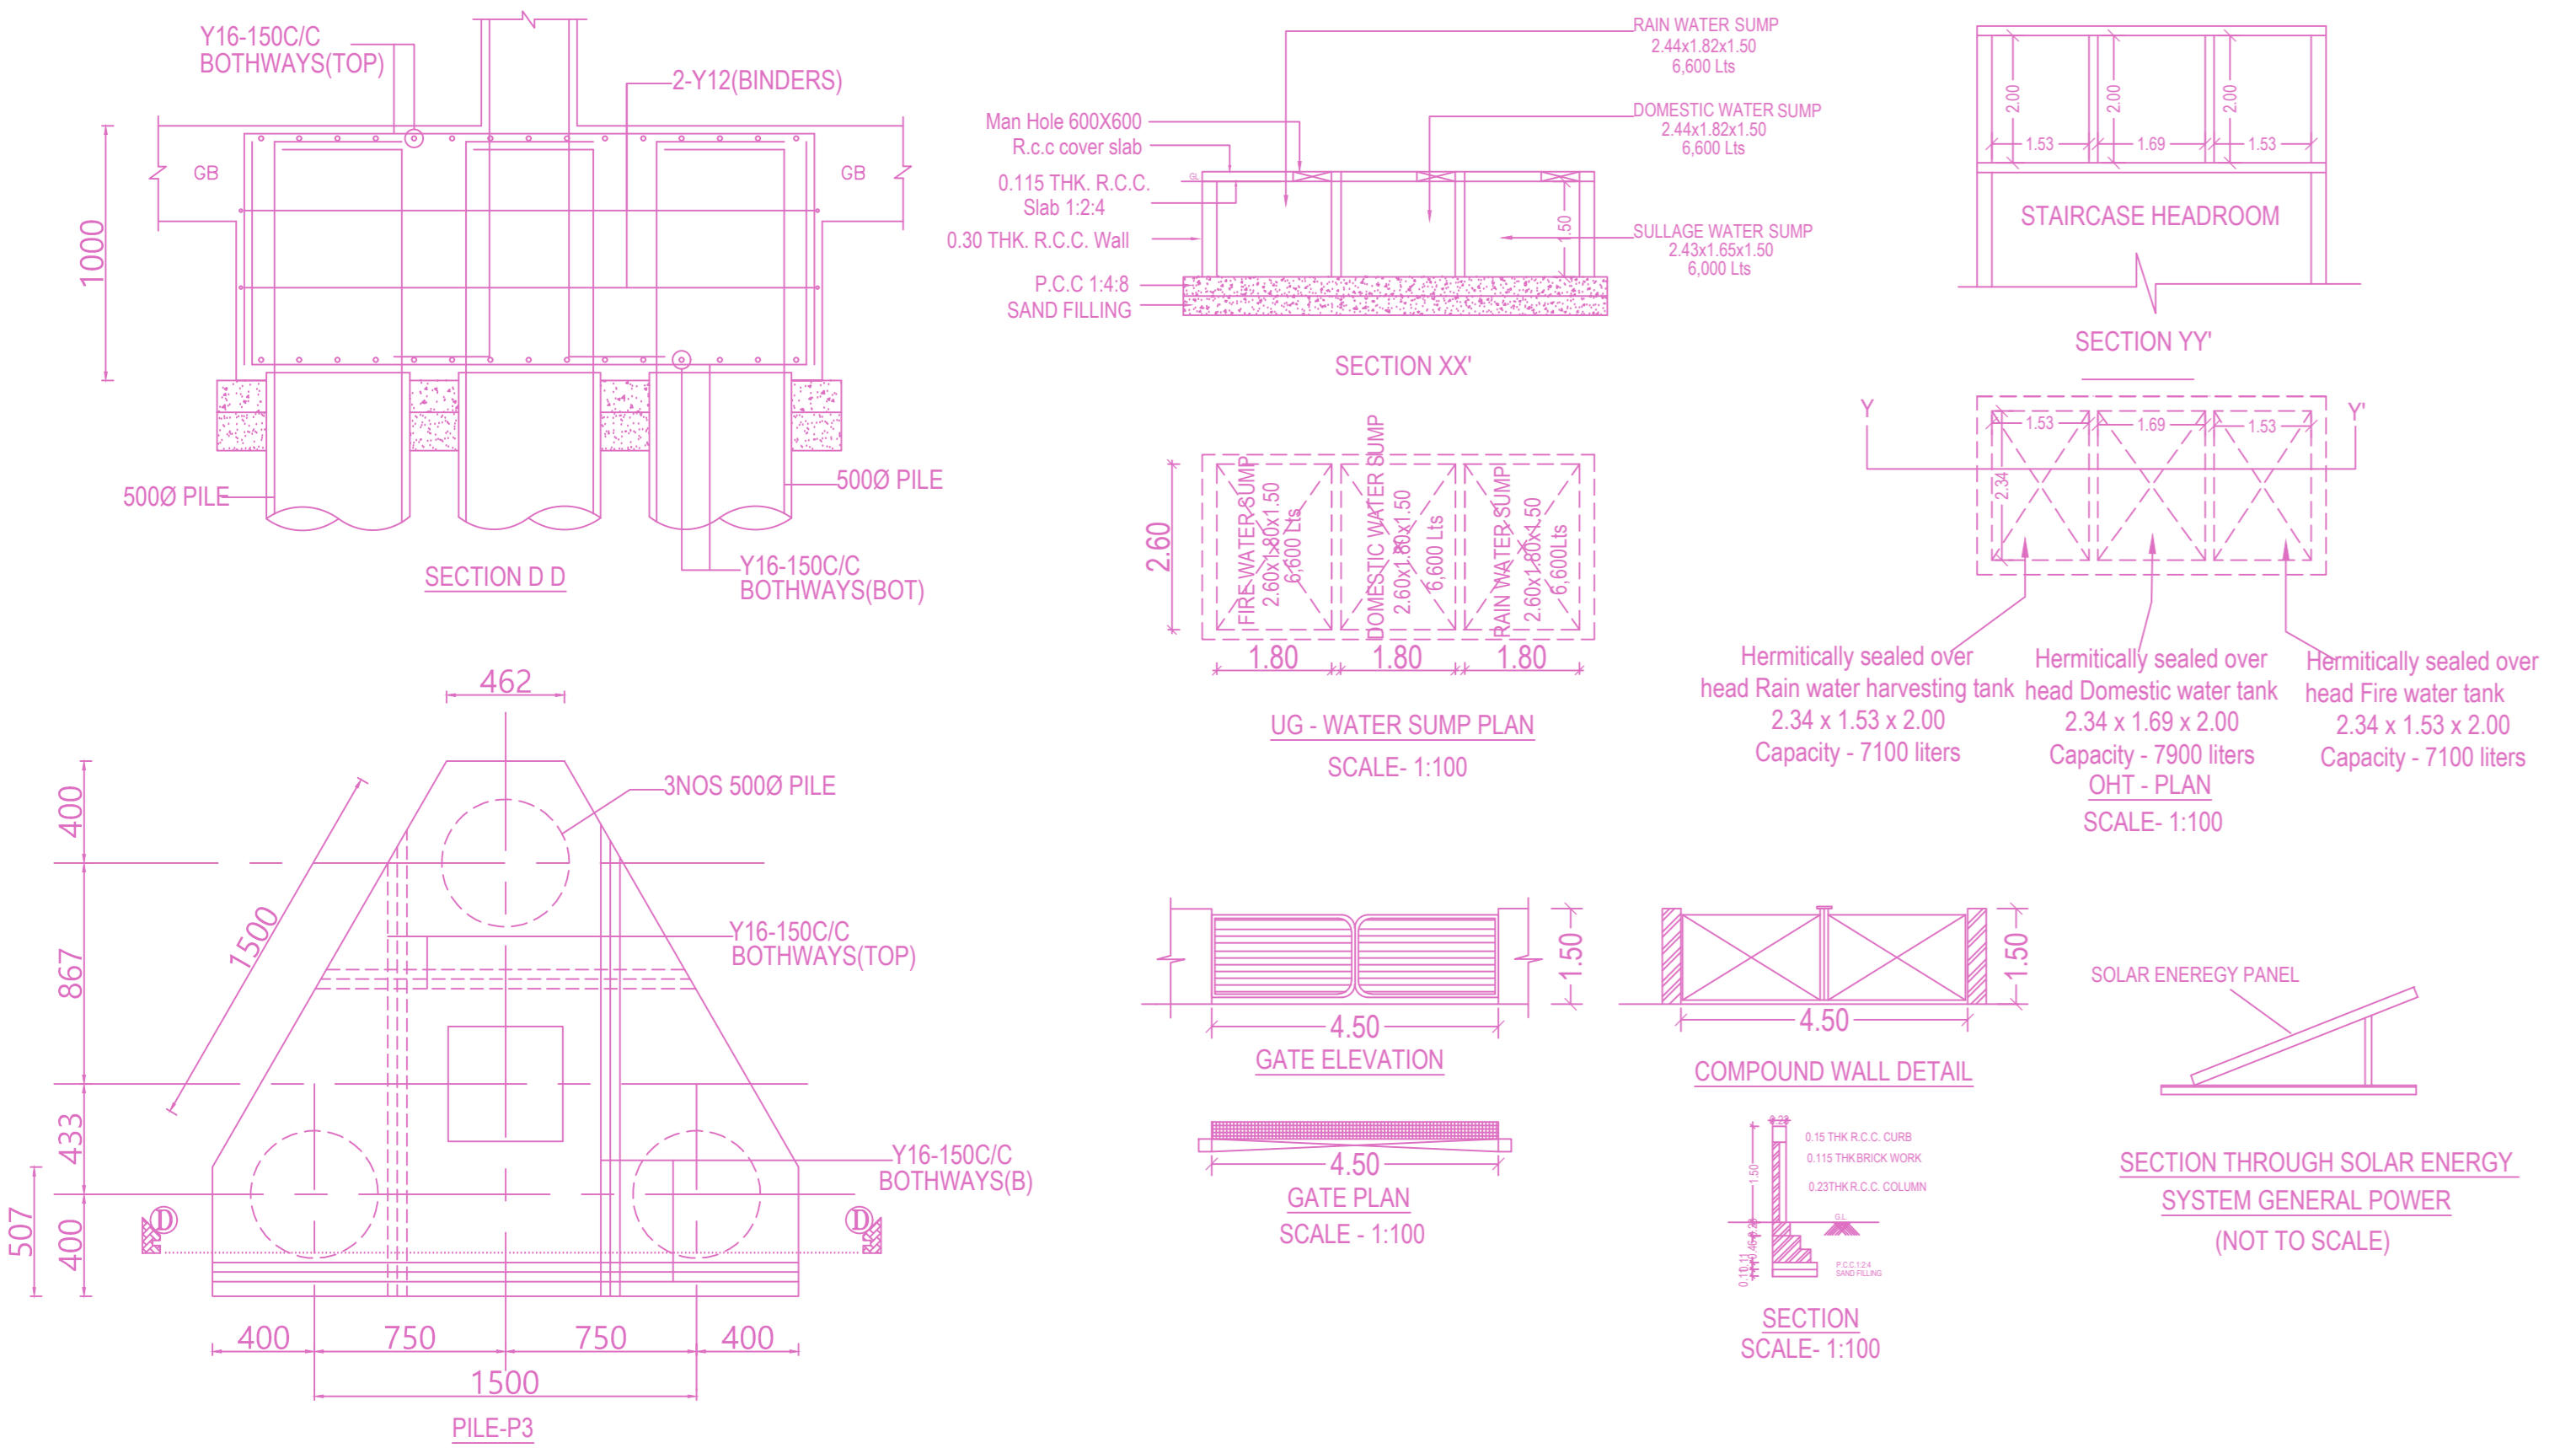 Y16-150C/C
BOTHWAYS(TOP)
2-Y12(BINDERS)
GB
GB
1000
500Ø PILE
500Ø PILE
Y16-150C/C
BOTHWAYS(BOT)
SECTION D D
RAIN WATER SUMP
2.44x1.82x1.50
6,600 Lts
DOMESTIC WATER SUMP
2.44x1.82x1.50
6,600 Lts
SULLAGE WATER SUMP
2.43x1.65x1.50
6,000 Lts
Man Hole 600X600
R.c.c cover slab
GL
0.115 THK. R.C.C.
Slab 1:2:4
0.30 THK. R.C.C. Wall
P.C.C 1:4:8
SAND FILLING
1.50
SECTION XX'
2.00
2.00
2.00
1.53
1.69
1.53
STAIRCASE HEADROOM
SECTION YY'
Y
Y'
1.53
1.69
1.53
2.34
Hermitically sealed over
head Rain water harvesting tank
2.34 x 1.53 x 2.00
Capacity - 7100 liters
Hermitically sealed over
head Domestic water tank
2.34 x 1.69 x 2.00
Capacity - 7900 liters
Hermitically sealed over
head Fire water tank
2.34 x 1.53 x 2.00
Capacity - 7100 liters
OHT - PLAN
SCALE- 1:100
2.60
FIRE WATER SUMP
2.60x1.80x1.50
6,600 Lts
DOMESTIC WATER SUMP
2.60x1.80x1.50
6,600 Lts
RAIN WATER SUMP
2.60x1.80x1.50
6,600Lts
1.80
1.80
1.80
UG - WATER SUMP PLAN
SCALE- 1:100
462
400
867
433
400
507
1500
3NOS 500Ø PILE
Y16-150C/C
BOTHWAYS(TOP)
Y16-150C/C
BOTHWAYS(B)
D
D
400
750
750
400
1500
PILE-P3
1.50
4.50
GATE ELEVATION
4.50
GATE PLAN
SCALE - 1:100
1.50
4.50
COMPOUND WALL DETAIL
0.23
1.50
0.15 THK R.C.C. CURB
0.115 THK BRICK WORK
0.23THK R.C.C. COLUMN
G.L.
P.C.C.1:2:4
SAND FILLING
SECTION
SCALE- 1:100
SOLAR ENEREGY PANEL
SECTION THROUGH SOLAR ENERGY
SYSTEM GENERAL POWER
(NOT TO SCALE)